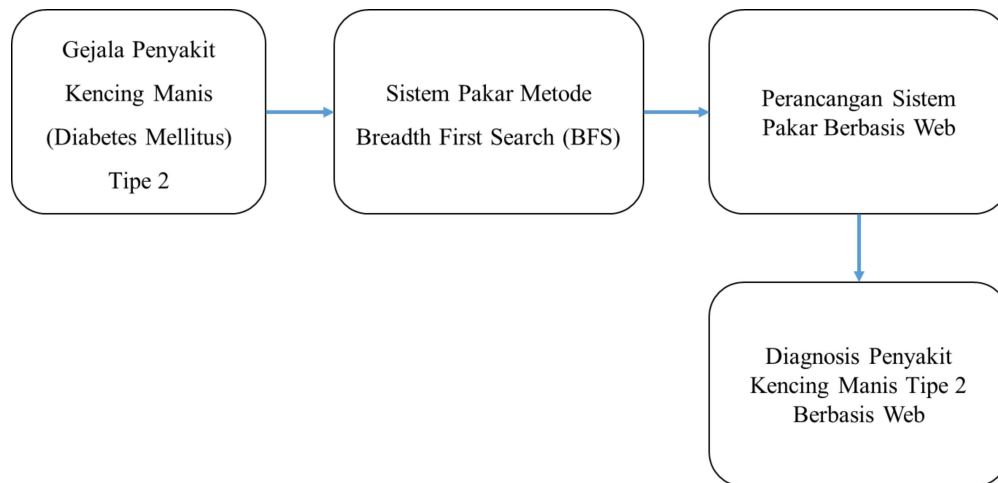 Gejala Penyakit
Kencing Manis
(Diabetes Mellitus)
Tipe 2
Sistem Pakar Metode
Breadth First Search (BFS)
Perancangan Sistem
Pakar Berbasis Web
Diagnosis Penyakit
Kencing Manis Tipe 2
Berbasis Web